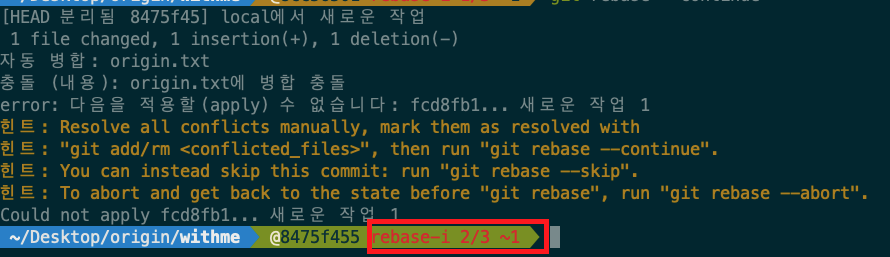 [HEAD 분리됨 8475f45] local에서 새로운 작업
1 file changed, 1 insertion(+), 1 deletion(-)
자동 병합: origin.txt
충돌 (내용): origin.txt에 병합 충돌
error: 다음을 적용할(apply) 수 없습니다: fcd8fb1... 새로운 작업 1
힌트: Resolve all conflicts manually, mark them as resolved with
힌트: "git add/rm <conflicted_files>", then run "git rebase --continue".
힌트: You can instead skip this commit: run "git rebase --skip".
힌트: To abort and get back to the state before "git rebase", run "git rebase --abort".
Could not apply fcd8fb1... 새로운 작업 1
~/Desktop/origin/withme @8475f455 rebase-i 2/3 ~1